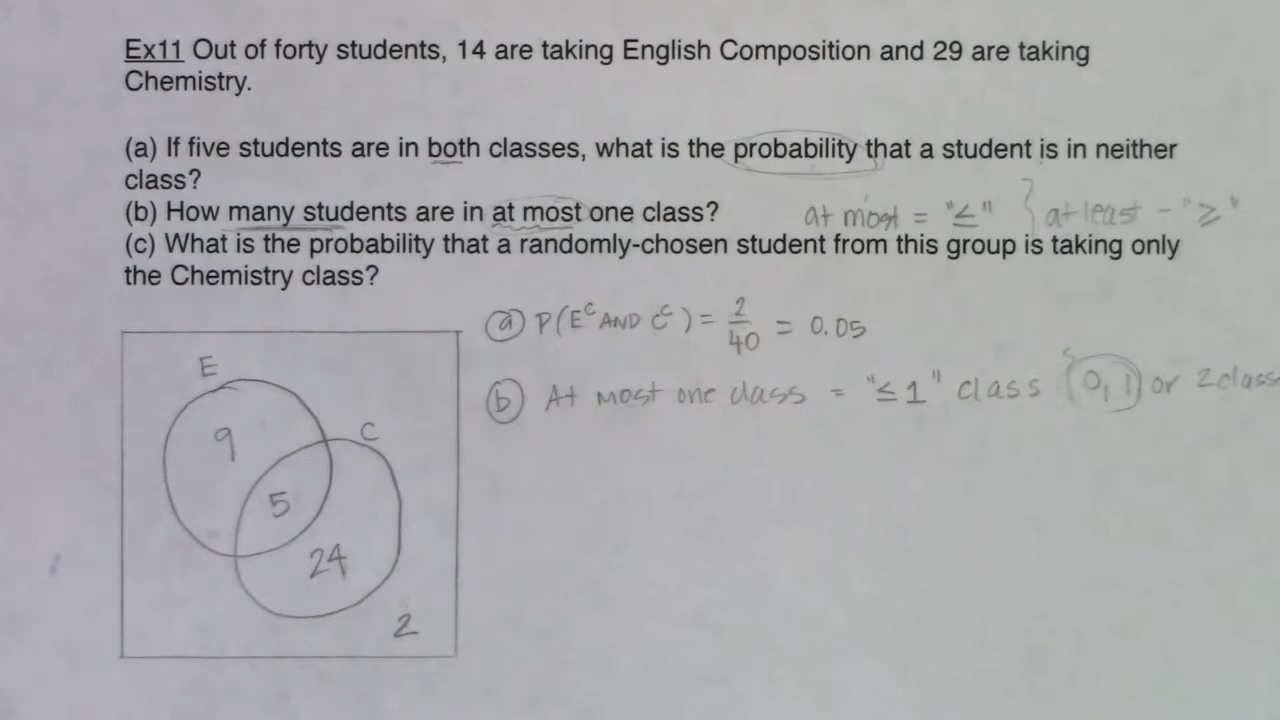 Ex11 Out of forty students, 14 are taking English Composition and 29 are taking
Chemistry.
(a) If five students are in both classes, what is the probability that a student is in neither
class?
(b) How many students are in at most one class? at most = "≤" } at least - "≥"
(c) What is the probability that a randomly-chosen student from this group is taking only
the Chemistry class?
ⓐ P(Eᶜ AND Cᶜ) = 2/40 = 0.05
ⓑ At most one class = "≤ 1" class (0, 1) or 2 class
E
9
C
5
24
2